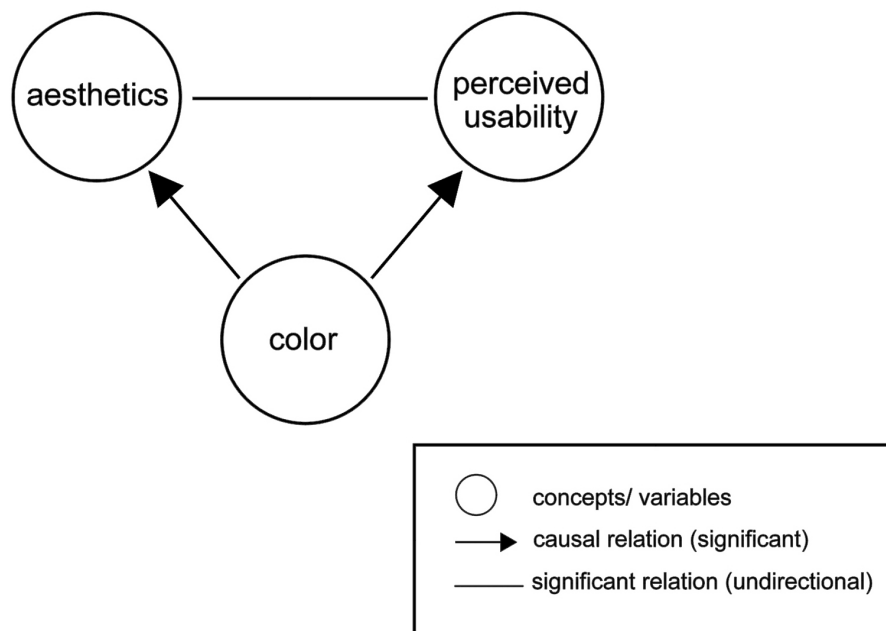 aesthetics
perceived
usability
color
concepts/ variables
causal relation (significant)
significant relation (undirectional)